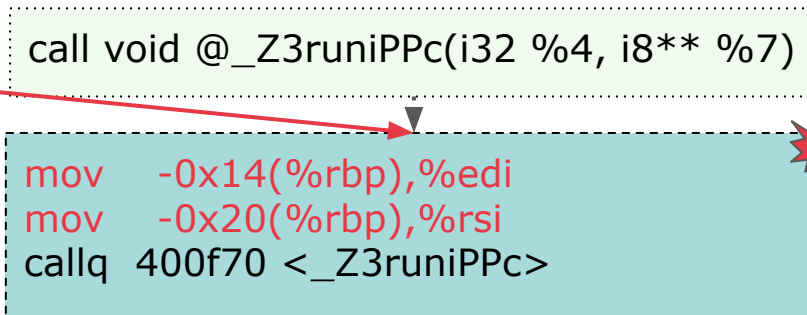 call void @_Z3runiPPc(i32 %4, i8** %7)
mov -0x14(%rbp),%edi
mov -0x20(%rbp),%rsi
callq 400f70 <_Z3runiPPc>